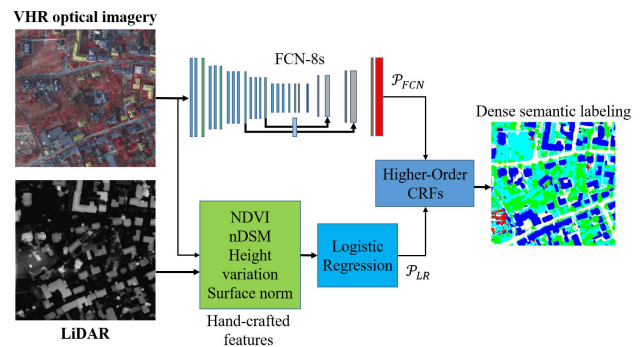 VHR optical imagery
FCN-8s
𝒫FCN
Dense semantic labeling
Higher-Order
CRFs
NDVI
nDSM
Height
variation
Surface norm
Logistic
Regression
𝒫LR
Hand-crafted
features
LiDAR